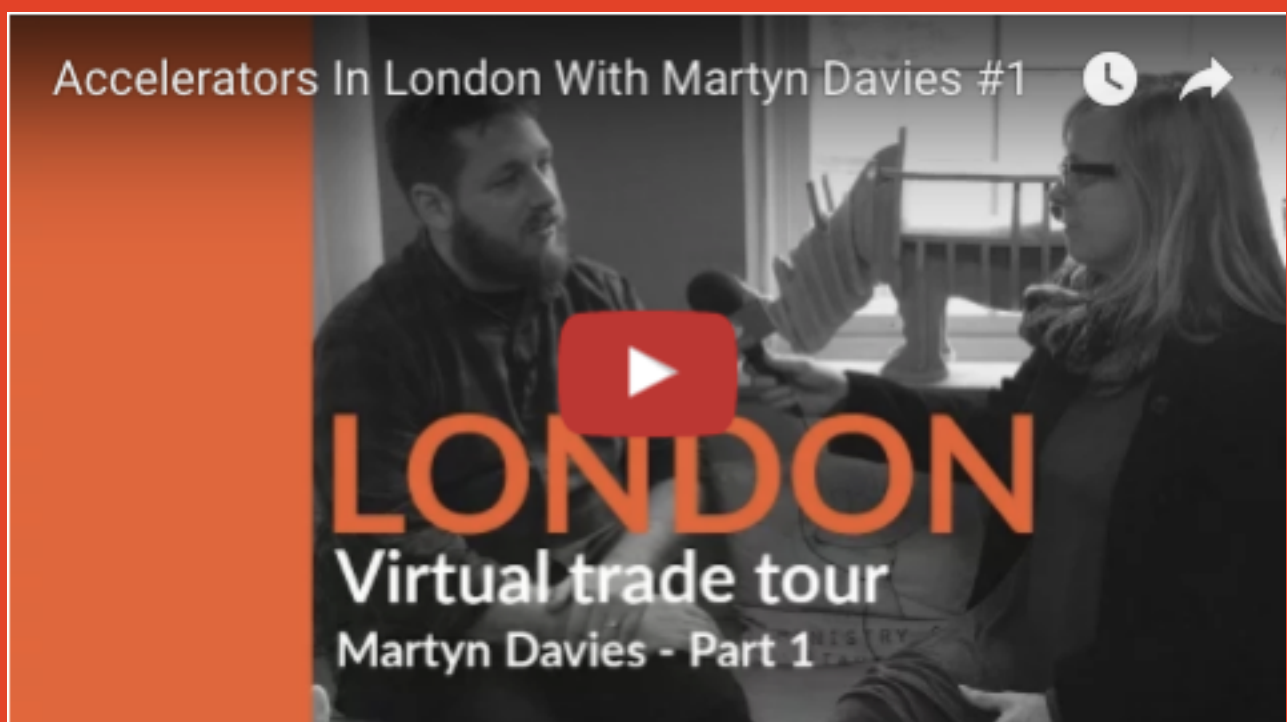 Accelerators In London With Martyn Davies #1
LONDON
Virtual trade tour
Martyn Davies - Part 1